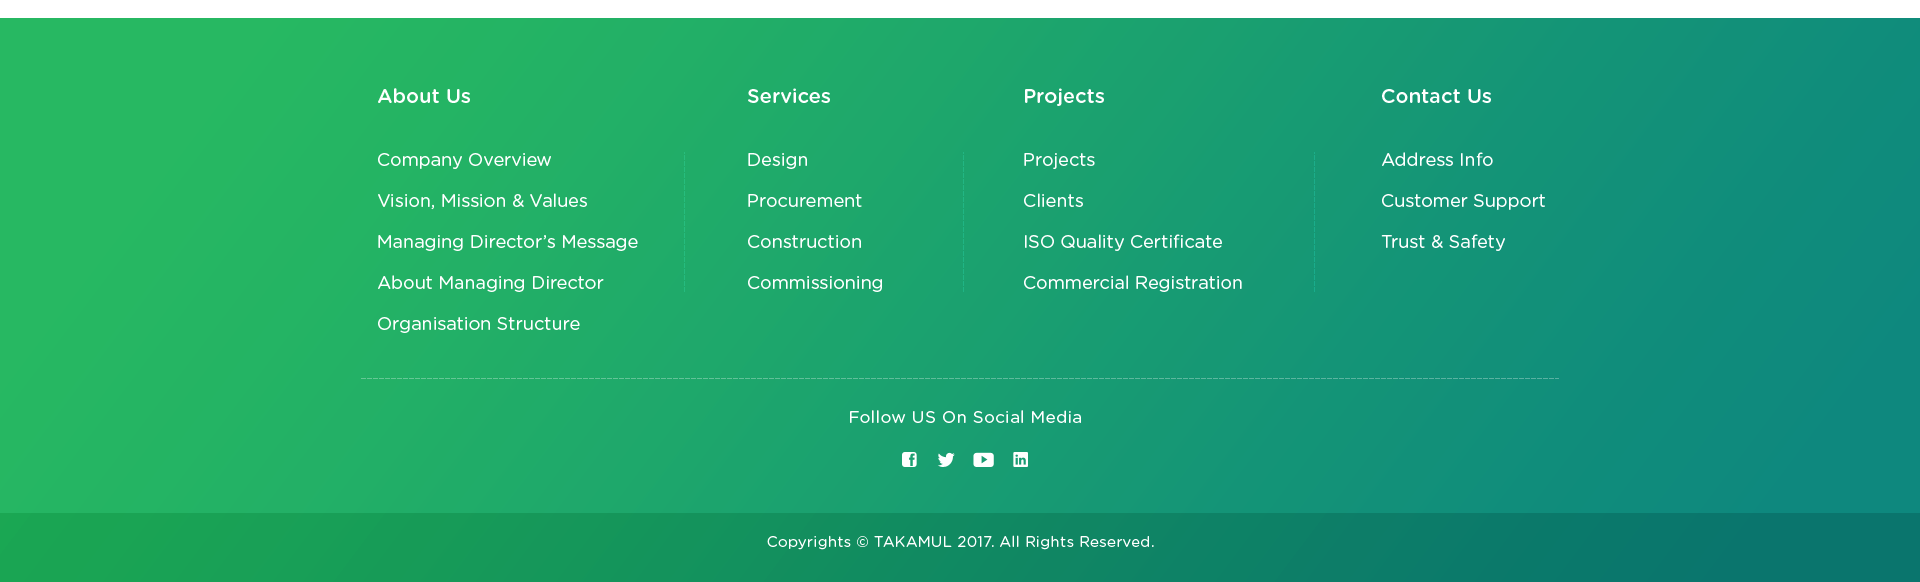 About Us
Company Overview
Vision, Mission & Values
Managing Director’s Message
About Managing Director
Organisation Structure
Services
Design
Procurement
Construction
Commissioning
Projects
Projects
Clients
ISO Quality Certificate
Commercial Registration
Contact Us
Address Info
Customer Support
Trust & Safety
Follow US On Social Media
Copyrights © TAKAMUL 2017. All Rights Reserved.